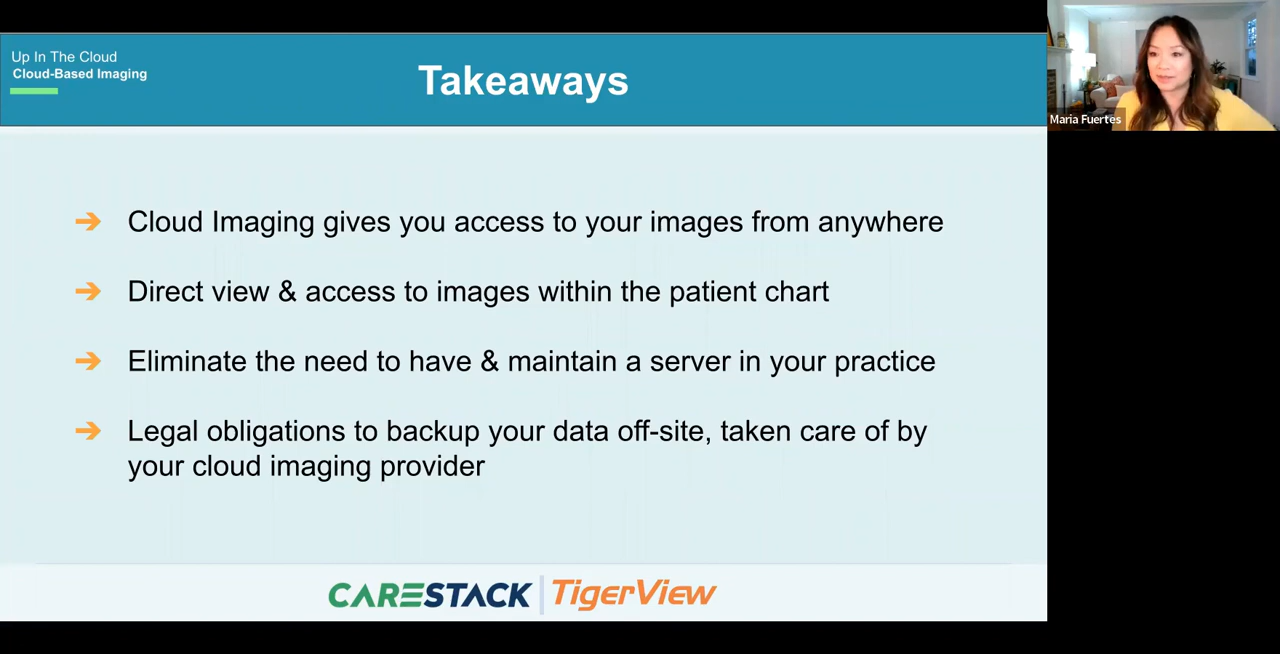 Up In The Cloud
Cloud-Based Imaging
Takeaways
Maria Fuertes
➔ Cloud Imaging gives you access to your images from anywhere
➔ Direct view & access to images within the patient chart
➔ Eliminate the need to have & maintain a server in your practice
➔ Legal obligations to backup your data off-site, taken care of by
your cloud imaging provider
CARESTACK | TigerView